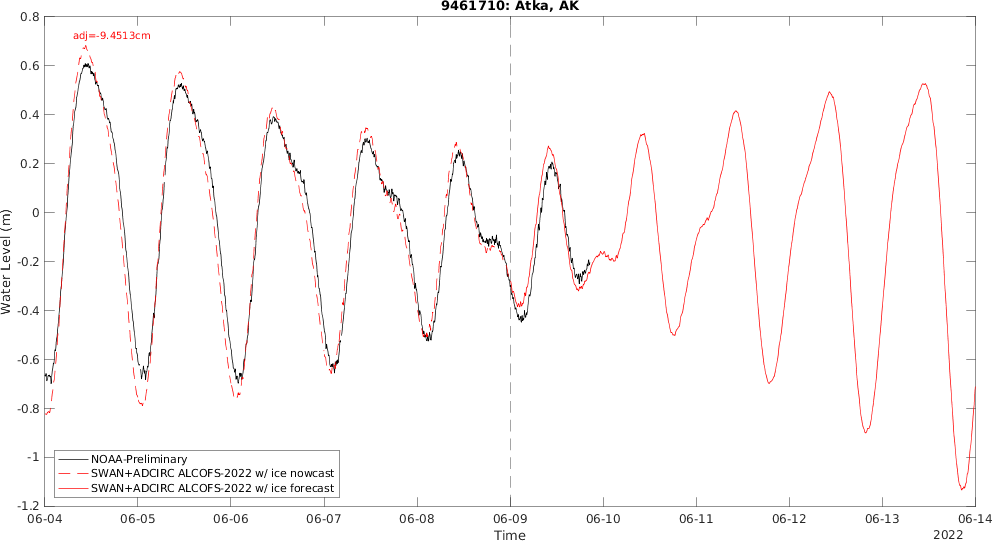 9461710: Atka, AK
adj=-9.4513cm
Water Level (m)
0.8
0.6
0.4
0.2
0
-0.2
-0.4
-0.6
-0.8
-1
-1.2
NOAA-Preliminary
SWAN+ADCIRC ALCOFS-2022 w/ ice nowcast
SWAN+ADCIRC ALCOFS-2022 w/ ice forecast
06-04 06-05 06-06 06-07 06-08 06-09 06-10 06-11 06-12 06-13 06-14
Time
2022